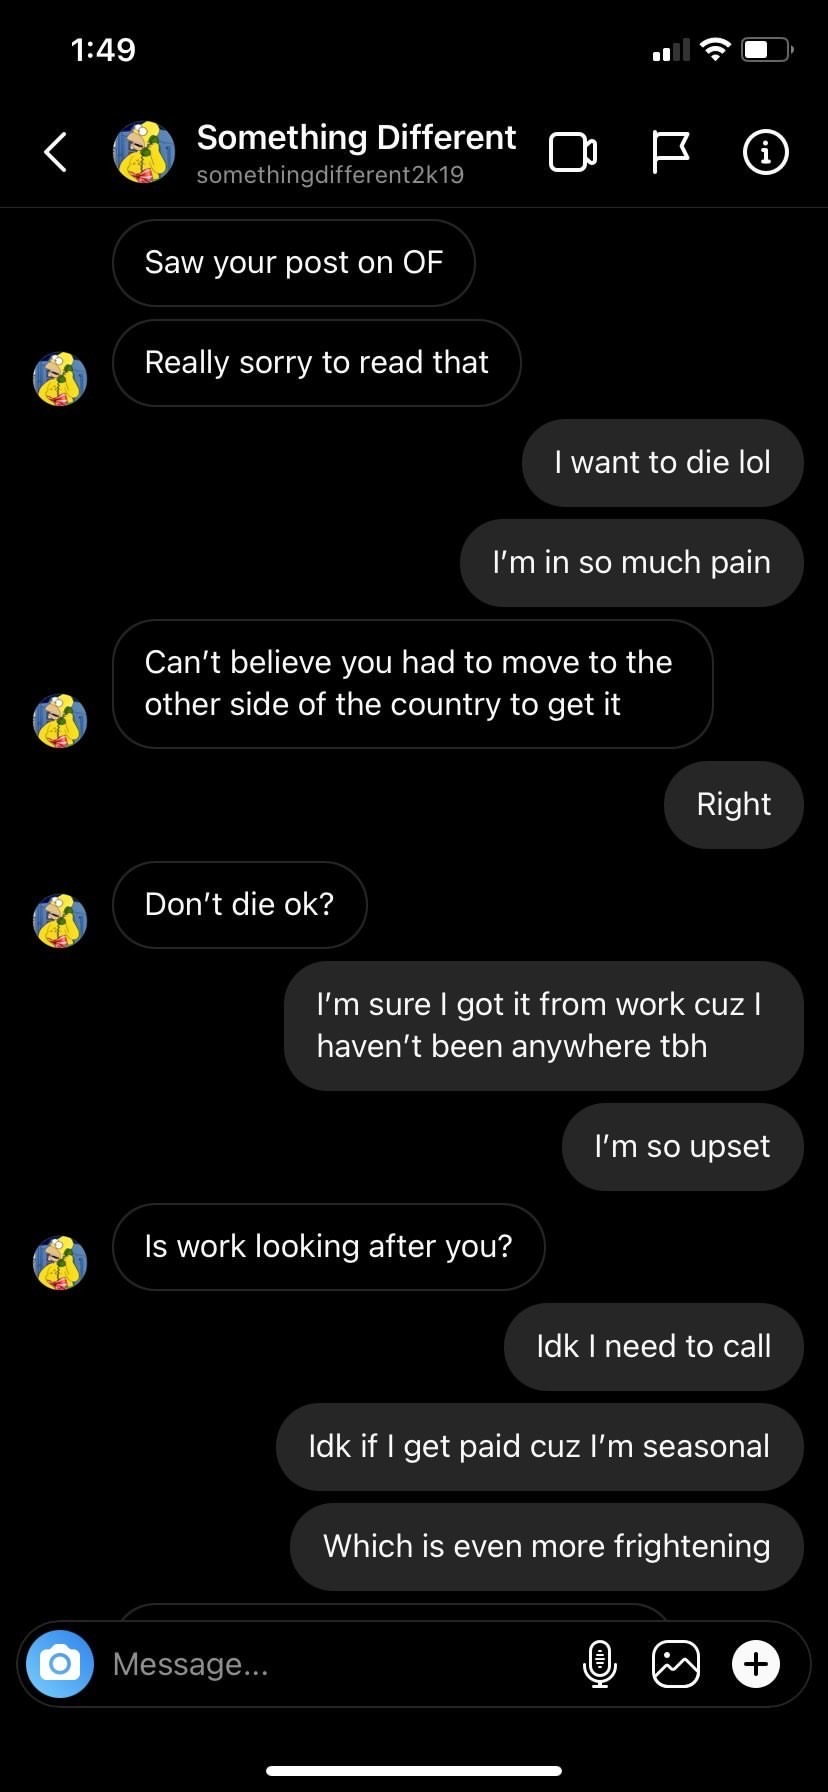 1:49
Something Different
somethingdifferent2k19
Saw your post on OF
Really sorry to read that
I want to die lol
I'm in so much pain
Can't believe you had to move to the
other side of the country to get it
Right
Don't die ok?
I'm sure I got it from work cuz I
haven't been anywhere tbh
I'm so upset
Is work looking after you?
Idk I need to call
Idk if I get paid cuz I'm seasonal
Which is even more frightening
Message...